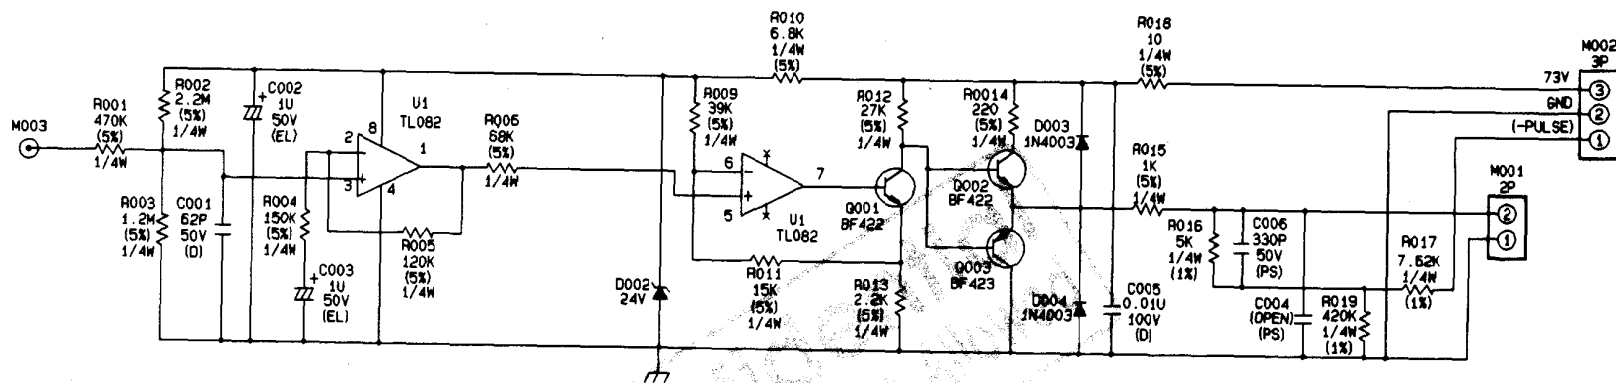 M003
R001
470K
(5%)
1/4W
R002
2.2M
(5%)
1/4W
R003
1.2M
(5%)
1/4W
C002
1U
50V
(EL)
+
C001
62P
50V
(D)
R004
150K
(5%)
1/4W
C003
1U
50V
(EL)
+
U1
TL082
2
8
1
3
4
-
+
R005
120K
(5%)
1/4W
R006
68K
(5%)
1/4W
D002
24V
R009
39K
(5%)
1/4W
R010
6.8K
1/4W
(5%)
6
7
5
-
+
U1
TL082
R011
15K
(5%)
1/4W
R012
27K
(5%)
1/4W
Q001
BF422
R013
2.2K
(5%)
1/4W
R0014
220
(5%)
1/4W
Q002
BF422
Q003
BF423
D003
1N4003
D004
1N4003
C005
0.01U
100V
(D)
R018
10
1/4W
(5%)
R015
1K
(5%)
1/4W
R016
5K
1/4W
(1%)
C006
330P
50V
(PS)
C004
(OPEN)
(PS)
R019
420K
1/4W
(1%)
R017
7.62K
1/4W
(1%)
M002
3P
73V
3
GND
2
(-PULSE)
1
M001
2P
2
1